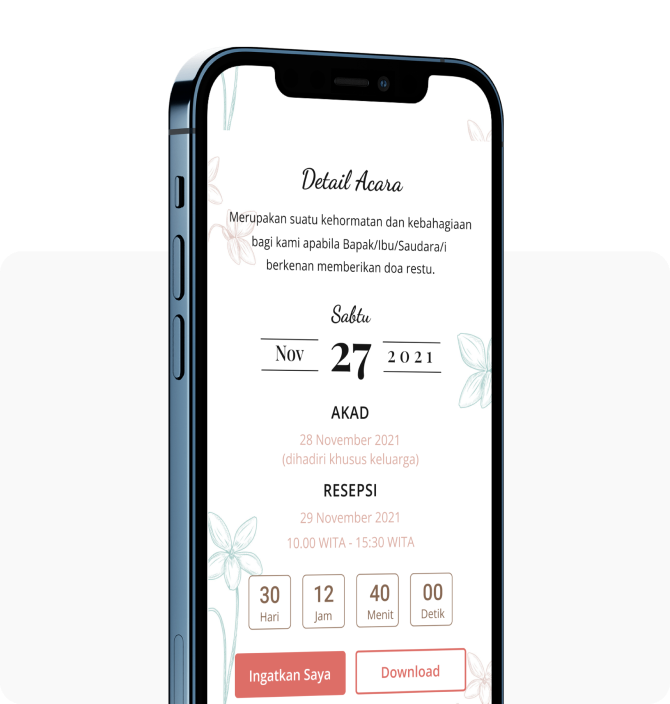 Detail Acara
Merupakan suatu kehormatan dan kebahagiaan
bagi kami apabila Bapak/Ibu/Saudara/i
berkenan memberikan doa restu.
Sabtu
Nov 27 2021
AKAD
28 November 2021
(dihadiri khusus keluarga)
RESEPSI
29 November 2021
10.00 WITA - 15:30 WITA
30 12 40 00
Hari Jam Menit Detik
Ingatkan Saya Download